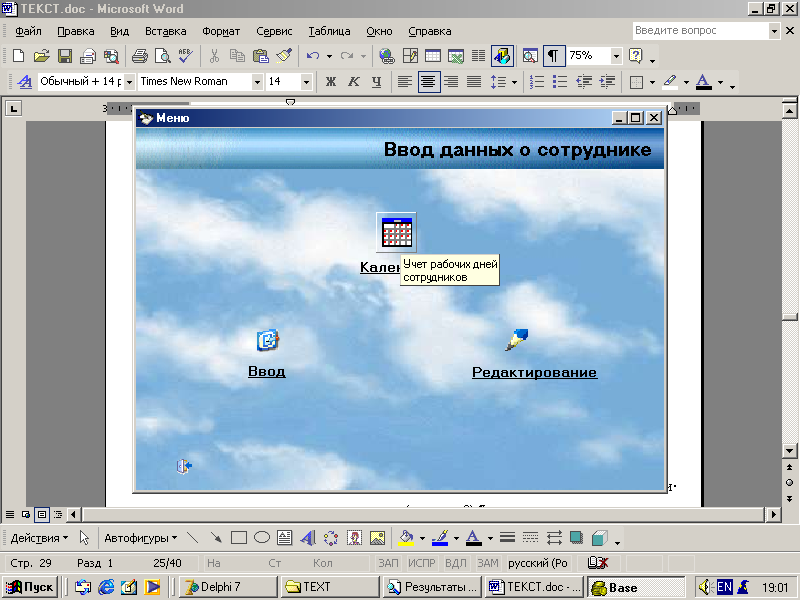 ТЕКСТ.doc - Microsoft Word
Файл Правка Вид Вставка Формат Сервис Таблица Окно Справка
Введите вопрос
75%
Обычный + 14 Times New Roman 14 Ж К Ч
3
Меню
Ввод данных о сотруднике
Учет рабочих дней
сотрудников
Ввод
Редактирование
Действия Автофигуры
Стр. 29 Разд 1 25/40 На Ст Кол ЗАП ИСПР ВДЛ ЗАМ русский (Ро
Пуск Delphi 7 TEXT Результаты ... ТЕКСТ.doc - ... Base EN 19:01